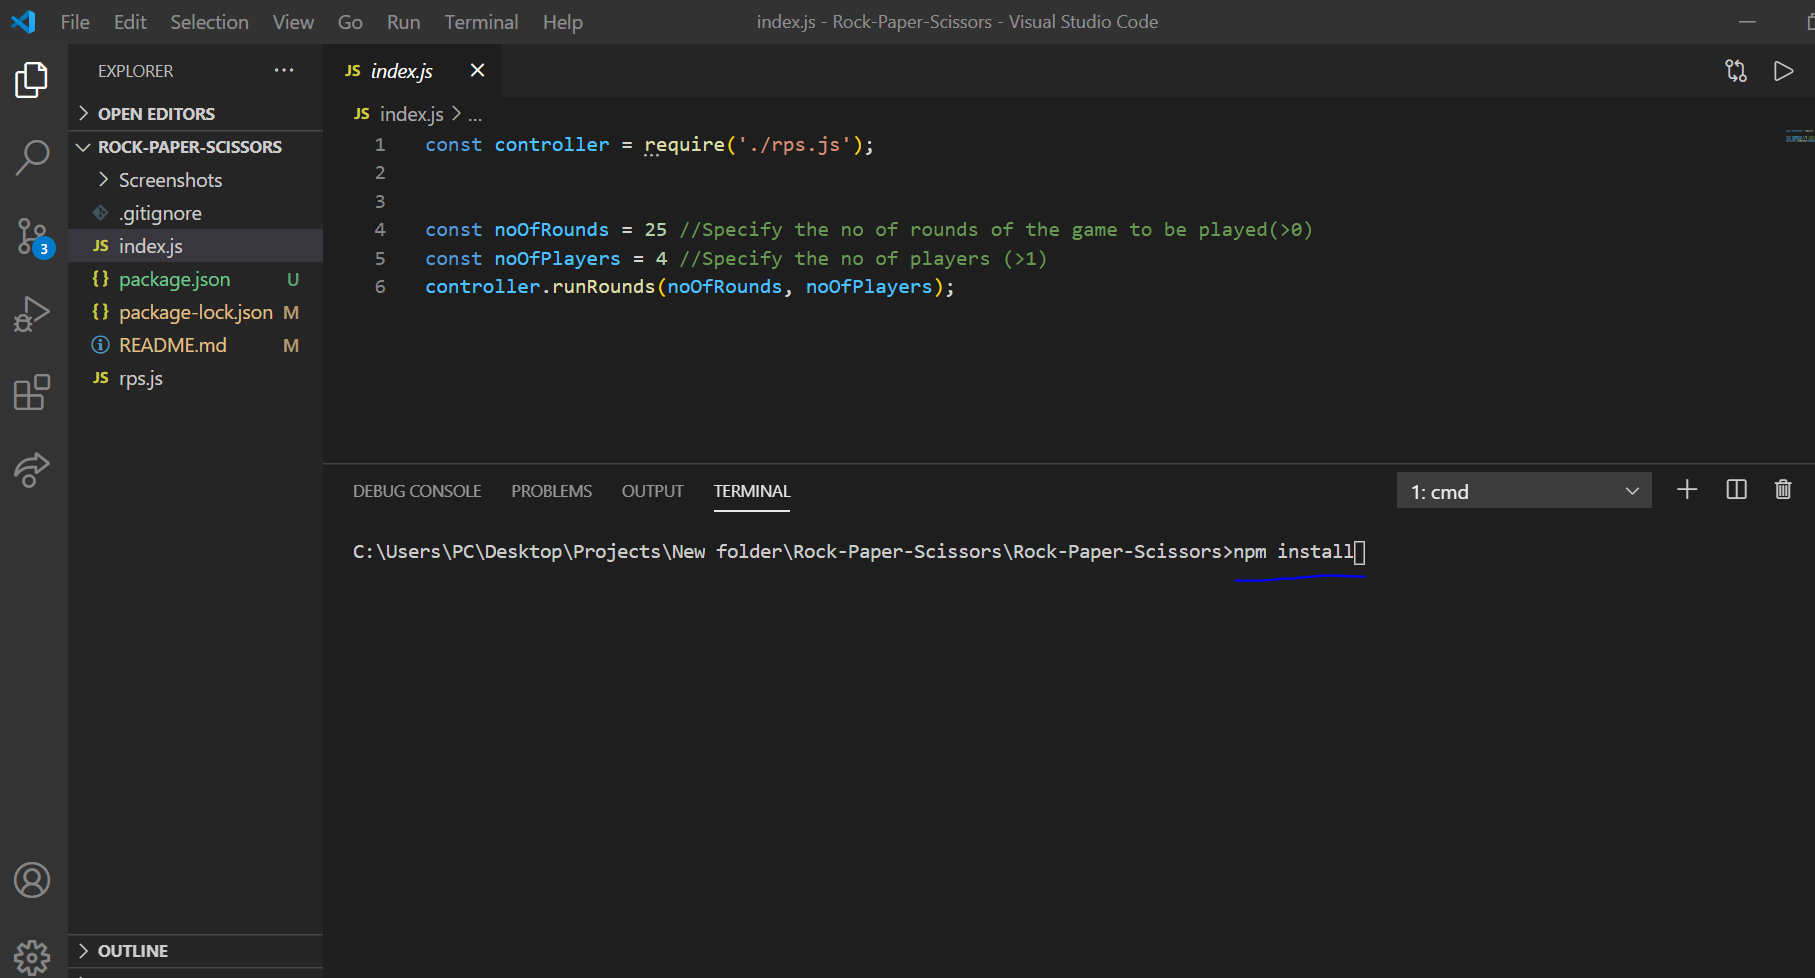 File Edit Selection View Go Run Terminal Help index.js - Rock-Paper-Scissors - Visual Studio Code
EXPLORER ···
OPEN EDITORS
ROCK-PAPER-SCISSORS
Screenshots
.gitignore
JS index.js
{} package.json U
{} package-lock.json M
README.md M
JS rps.js
3
OUTLINE
JS index.js
JS index.js > ...
1 const controller = require('./rps.js');
2
3
4 const noOfRounds = 25 //Specify the no of rounds of the game to be played(>0)
5 const noOfPlayers = 4 //Specify the no of players (>1)
6 controller.runRounds(noOfRounds, noOfPlayers);
DEBUG CONSOLE PROBLEMS OUTPUT TERMINAL 1: cmd
C:\Users\PC\Desktop\Projects\New folder\Rock-Paper-Scissors\Rock-Paper-Scissors>npm install